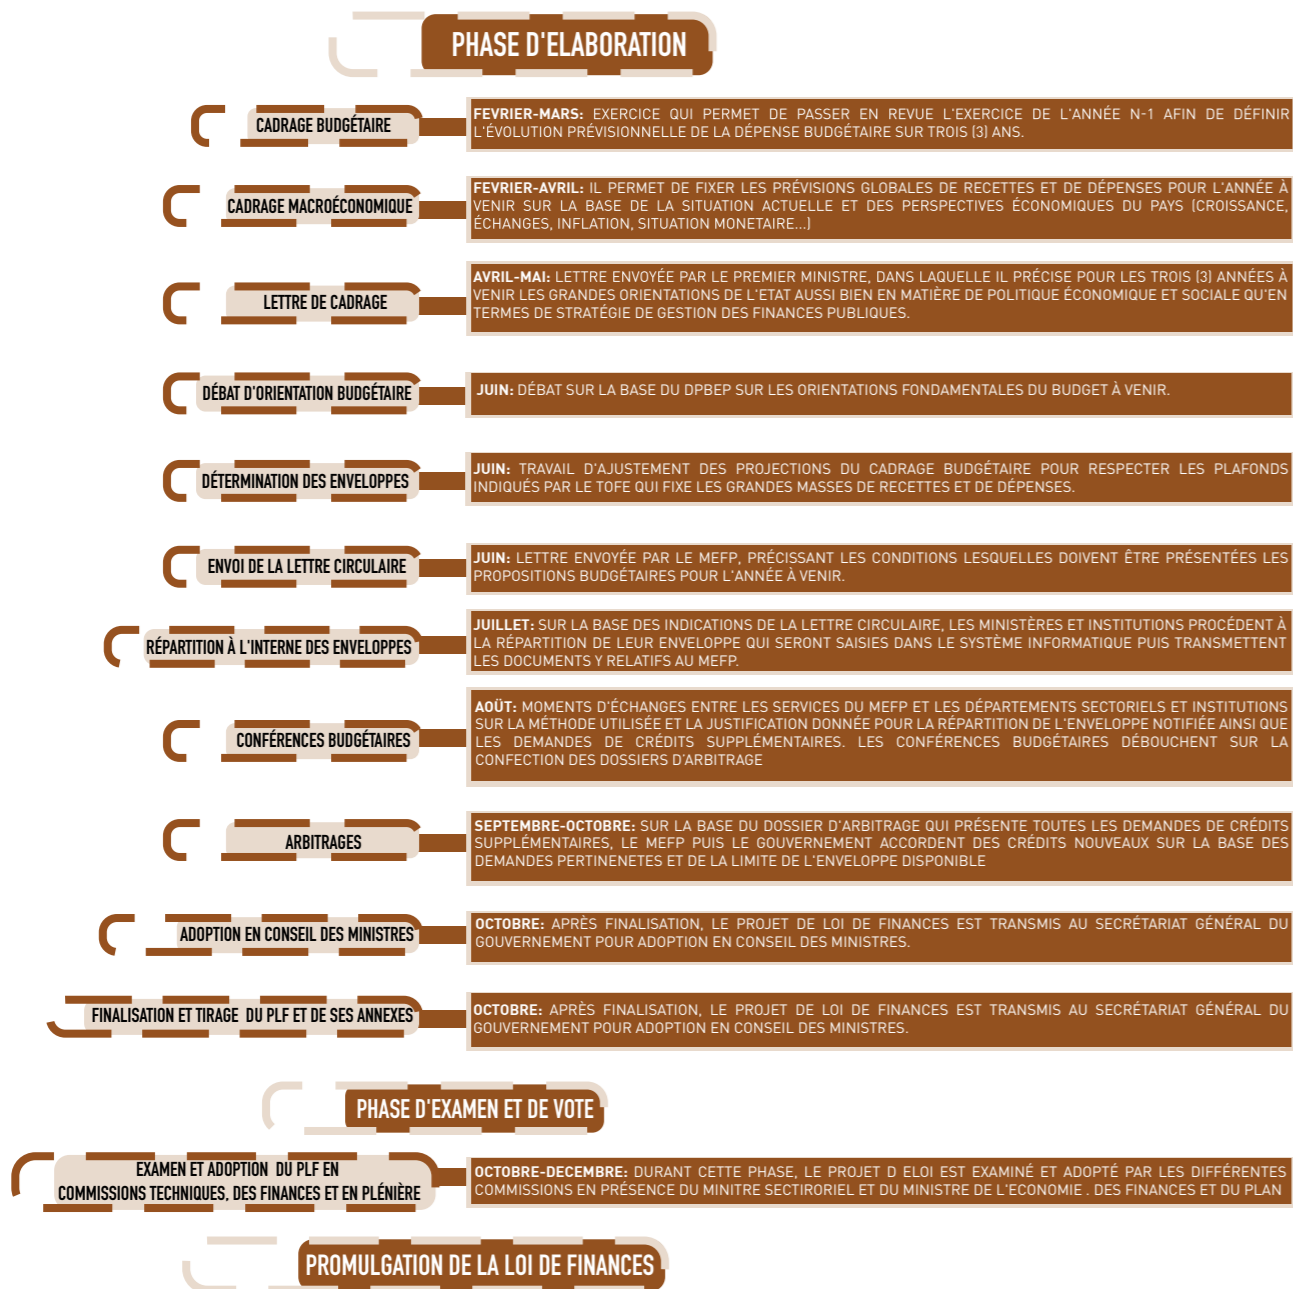 PHASE D'ELABORATION
CADRAGE BUDGÉTAIRE
FEVRIER-MARS: EXERCICE QUI PERMET DE PASSER EN REVUE L'EXERCICE DE L'ANNÉE N-1 AFIN DE DÉFINIR
L'ÉVOLUTION PRÉVISIONNELLE DE LA DÉPENSE BUDGÉTAIRE SUR TROIS (3) ANS.
CADRAGE MACROÉCONOMIQUE
FEVRIER-AVRIL: IL PERMET DE FIXER LES PRÉVISIONS GLOBALES DE RECETTES ET DE DÉPENSES POUR L'ANNÉE À
VENIR SUR LA BASE DE LA SITUATION ACTUELLE ET DES PERSPECTIVES ÉCONOMIQUES DU PAYS (CROISSANCE,
ÉCHANGES, INFLATION, SITUATION MONETAIRE...)
LETTRE DE CADRAGE
AVRIL-MAI: LETTRE ENVOYÉE PAR LE PREMIER MINISTRE, DANS LAQUELLE IL PRÉCISE POUR LES TROIS (3) ANNÉES À
VENIR LES GRANDES ORIENTATIONS DE L'ETAT AUSSI BIEN EN MATIÈRE DE POLITIQUE ÉCONOMIQUE ET SOCIALE QU'EN
TERMES DE STRATÉGIE DE GESTION DES FINANCES PUBLIQUES.
DÉBAT D'ORIENTATION BUDGÉTAIRE
JUIN: DÉBAT SUR LA BASE DU DPBEP SUR LES ORIENTATIONS FONDAMENTALES DU BUDGET À VENIR.
DÉTERMINATION DES ENVELOPPES
JUIN: TRAVAIL D'AJUSTEMENT DES PROJECTIONS DU CADRAGE BUDGÉTAIRE POUR RESPECTER LES PLAFONDS
INDIQUÉS PAR LE TOFE QUI FIXE LES GRANDES MASSES DE RECETTES ET DE DÉPENSES.
ENVOI DE LA LETTRE CIRCULAIRE
JUIN: LETTRE ENVOYÉE PAR LE MEFP, PRÉCISSANT LES CONDITIONS LESQUELLES DOIVENT ÊTRE PRÉSENTÉES LES
PROPOSITIONS BUDGÉTAIRES POUR L'ANNÉE À VENIR.
RÉPARTITION À L'INTERNE DES ENVELOPPES
JUILLET: SUR LA BASE DES INDICATIONS DE LA LETTRE CIRCULAIRE, LES MINISTÈRES ET INSTITUTIONS PROCÉDENT À
LA RÉPARTITION DE LEUR ENVELOPPE QUI SERONT SAISIES DANS LE SYSTÈME INFORMATIQUE PUIS TRANSMETTENT
LES DOCUMENTS Y RELATIFS AU MEFP.
CONFÉRENCES BUDGÉTAIRES
AOÜT: MOMENTS D'ÉCHANGES ENTRE LES SERVICES DU MEFP ET LES DÉPARTEMENTS SECTORIELS ET INSTITUTIONS
SUR LA MÉTHODE UTILISÉE ET LA JUSTIFICATION DONNÉE POUR LA RÉPARTITION DE L'ENVELOPPE NOTIFIÉE AINSI QUE
LES DEMANDES DE CRÉDITS SUPPLÉMENTAIRES. LES CONFÉRENCES BUDGÉTAIRES DÉBOUCHENT SUR LA
CONFECTION DES DOSSIERS D'ARBITRAGE
ARBITRAGES
SEPTEMBRE-OCTOBRE: SUR LA BASE DU DOSSIER D'ARBITRAGE QUI PRÉSENTE TOUTES LES DEMANDES DE CRÉDITS
SUPPLÉMENTAIRES, LE MEFP PUIS LE GOUVERNEMENT ACCORDENT DES CRÉDITS NOUVEAUX SUR LA BASE DES
DEMANDES PERTINENETES ET DE LA LIMITE DE L'ENVELOPPE DISPONIBLE
ADOPTION EN CONSEIL DES MINISTRES
OCTOBRE: APRÈS FINALISATION, LE PROJET DE LOI DE FINANCES EST TRANSMIS AU SECRÉTARIAT GÉNÉRAL DU
GOUVERNEMENT POUR ADOPTION EN CONSEIL DES MINISTRES.
FINALISATION ET TIRAGE DU PLF ET DE SES ANNEXES
OCTOBRE: APRÈS FINALISATION, LE PROJET DE LOI DE FINANCES EST TRANSMIS AU SECRÉTARIAT GÉNÉRAL DU
GOUVERNEMENT POUR ADOPTION EN CONSEIL DES MINISTRES.
PHASE D'EXAMEN ET DE VOTE
EXAMEN ET ADOPTION DU PLF EN
COMMISSIONS TECHNIQUES, DES FINANCES ET EN PLÉNIÈRE
OCTOBRE-DECEMBRE: DURANT CETTE PHASE, LE PROJET D ELOI EST EXAMINÉ ET ADOPTÉ PAR LES DIFFÉRENTES
COMMISSIONS EN PRÉSENCE DU MINITRE SECTIRORIEL ET DU MINISTRE DE L'ECONOMIE . DES FINANCES ET DU PLAN
PROMULGATION DE LA LOI DE FINANCES